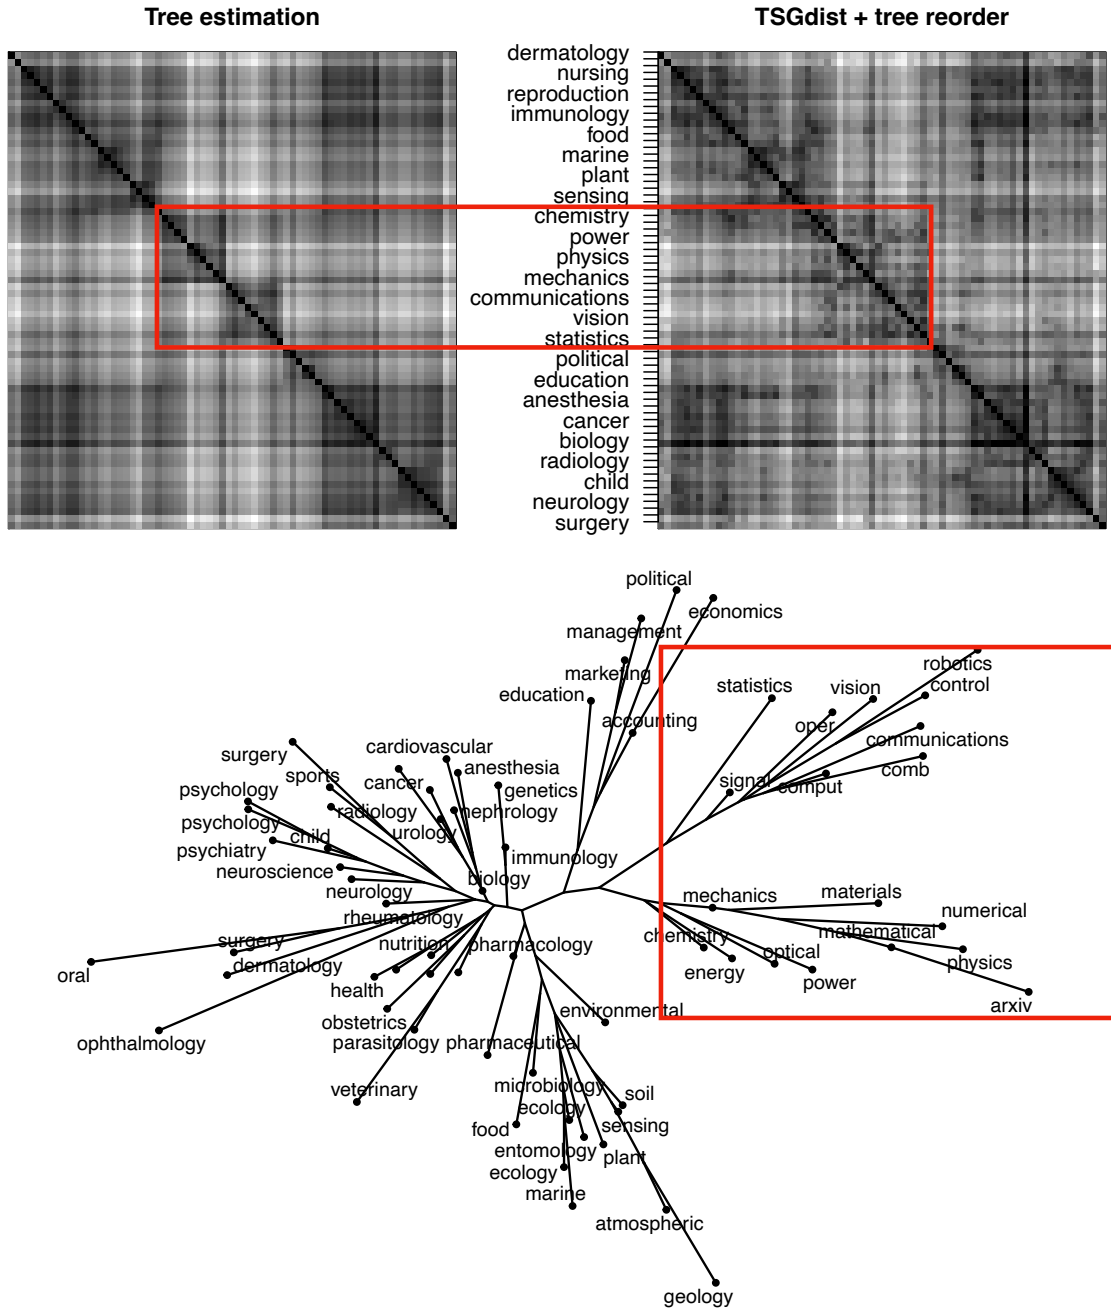 Tree estimation
TSGdist + tree reorder
dermatology
nursing
reproduction
immunology
food
marine
plant
sensing
chemistry
power
physics
mechanics
communications
vision
statistics
political
education
anesthesia
cancer
biology
radiology
child
neurology
surgery
political
economics
management
robotics
marketing
statistics
vision
control
education
accounting
oper
communications
surgery
cardiovascular
anesthesia
comb
sports
cancer
genetics
signal
comput
psychology
radiology
nephrology
psychology
urology
child
psychiatry
immunology
neuroscience
biology
neurology
mechanics
materials
rheumatology
numerical
surgery
nutrition
pharmacology
chemistry
mathematical
dermatology
optical
physics
oral
energy
health
power
environmental
arxiv
obstetrics
ophthalmology
parasitology
pharmaceutical
veterinary
microbiology
soil
ecology
food
sensing
entomology
plant
ecology
marine
atmospheric
geology